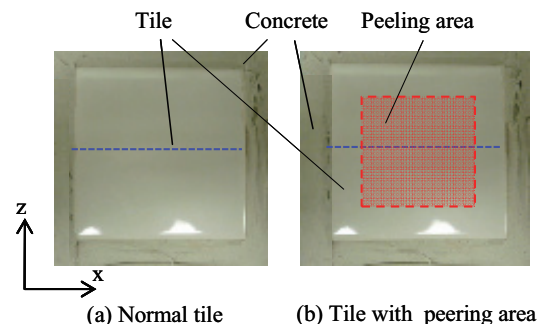 Tile Concrete Peeling area
z
x
(a) Normal tile (b) Tile with peering area